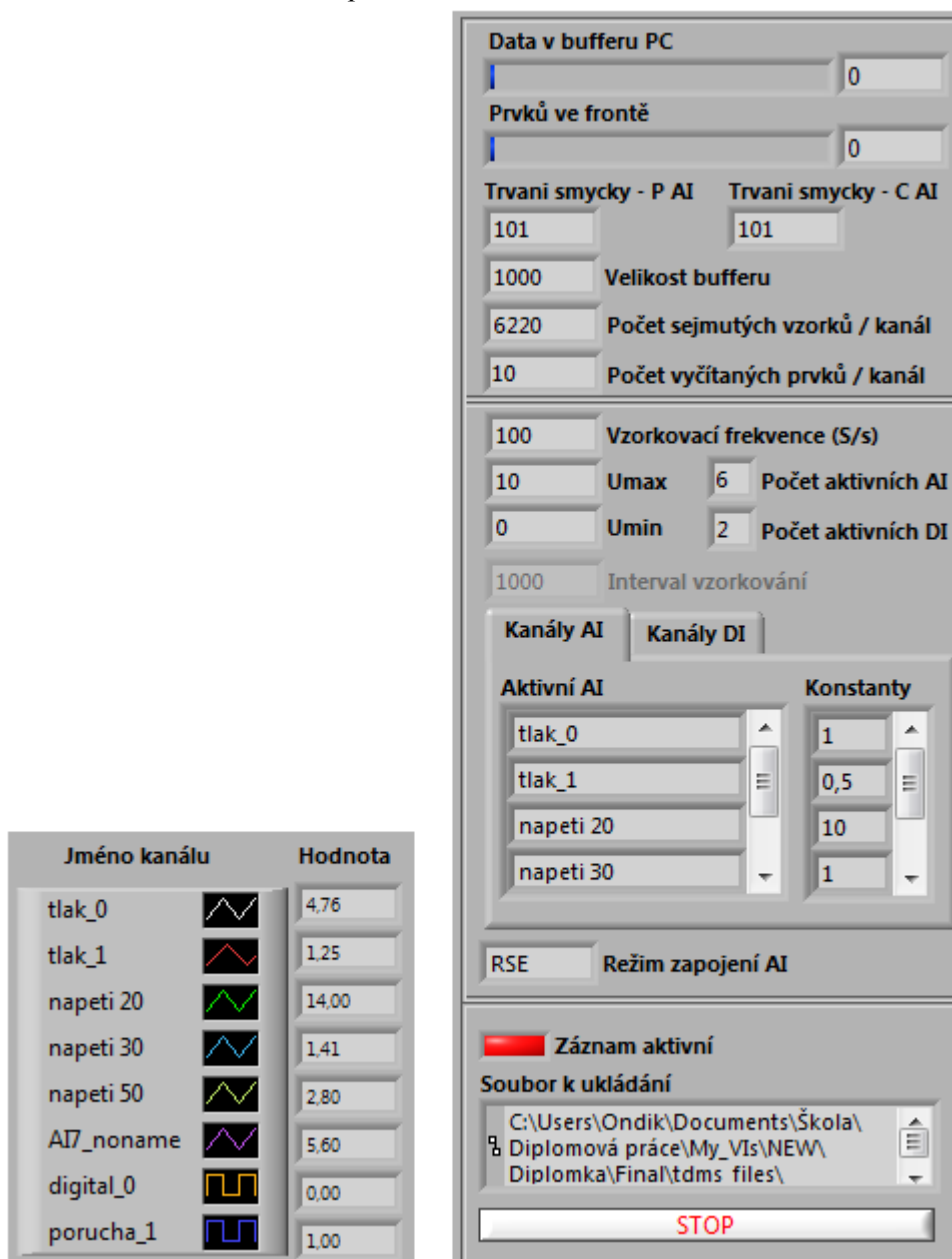 Data v bufferu PC
0
Prvků ve frontě
0
Trvani smycky - P AI Trvani smycky - C AI
101 101
1000 Velikost bufferu
6220 Počet sejmutých vzorků / kanál
10 Počet vyčítaných prvků / kanál
100 Vzorkovací frekvence (S/s)
10 Umax 6 Počet aktivních AI
0 Umin 2 Počet aktivních DI
1000 Interval vzorkování
Kanály AI Kanály DI
Aktivní AI Konstanty
tlak_0 1
tlak_1 0,5
napeti 20 10
napeti 30 1
RSE Režim zapojení AI
Záznam aktivní
Soubor k ukládání
C:\Users\Ondik\Documents\Škola\
Diplomová práce\My_VIs\NEW\
Diplomka\Final\tdms files\
STOP
Jméno kanálu Hodnota
tlak_0 4,76
tlak_1 1,25
napeti 20 14,00
napeti 30 1,41
napeti 50 2,80
AI7_noname 5,60
digital_0 0,00
porucha_1 1,00